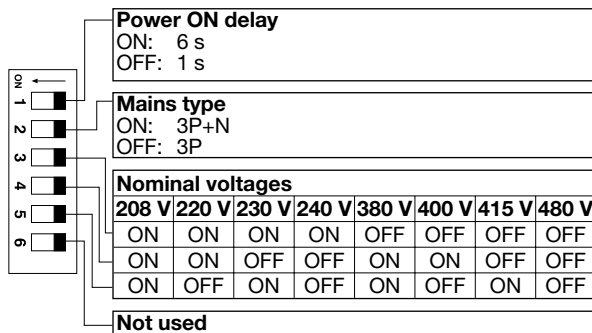 Power ON delay
ON: 6 s
OFF: 1 s
ON
1
2
3
4
5
6
Mains type
ON: 3P+N
OFF: 3P
Nominal voltages
208 V 220 V 230 V 240 V 380 V 400 V 415 V 480 V
ON ON ON ON OFF OFF OFF OFF
ON ON OFF OFF ON ON OFF OFF
ON OFF ON OFF ON OFF ON OFF
Not used